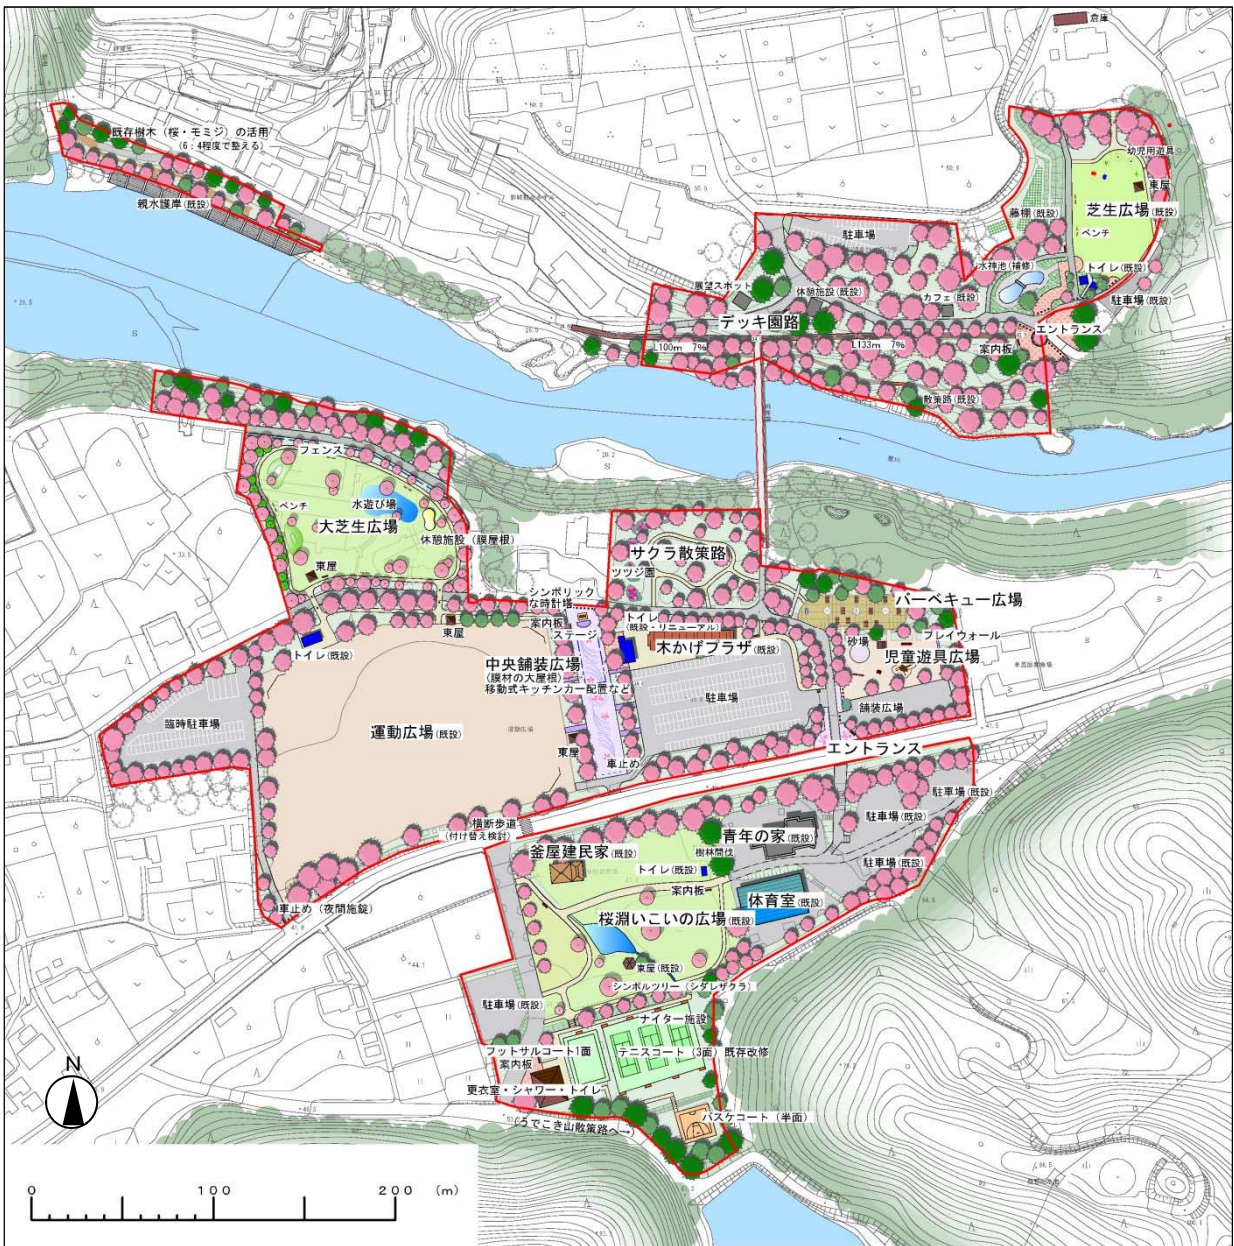 倉庫
既存樹木（桜・モミジ）の活用
（6：4程度で整える）
親水護岸(既設)
幼児用遊具
東屋
芝生広場(既設)
藤棚(既設)
ベンチ
水神池(補修)
トイレ(既設)
駐車場(既設)
エントランス
駐車場
展望スポット
休憩施設(既設)
カフェ(既設)
デッキ園路
L100m 7%
L133m 7%
案内板
散策路(既設)
フェンス
ベンチ
水遊び場
大芝生広場
休憩施設（膜屋根）
東屋
サクラ散策路
ツツジ園
シンボリック
な時計塔
案内板
ステージ
トイレ
(既設・リニューアル)
バーベキュー広場
プレイウォール
砂場
児童遊具広場
舗装広場
東屋
トイレ(既設)
中央舗装広場
(膜材の大屋根)
移動式キッチンカー配置など
木かげプラザ(既設)
駐車場
臨時駐車場
運動広場(既設)
運動広場
東屋
車止め
エントランス
横断歩道
(付け替え検討)
車止め（夜間施錠）
駐車場(既設)
駐車場(既設)
駐車場(既設)
青年の家(既設)
樹林間伐
釜屋建民家(既設)
トイレ(既設)
案内板
体育室(既設)
桜淵いこいの広場(既設)
東屋(既設)
シンボルツリー（シダレザクラ）
駐車場(既設)
ナイター施設
フットサルコート1面
テニスコート（3面）既存改修
案内板
更衣室・シャワー・トイレ
バスケコート（半面）
(うでこき山散策路へ→)
N
0 100 200 (m)